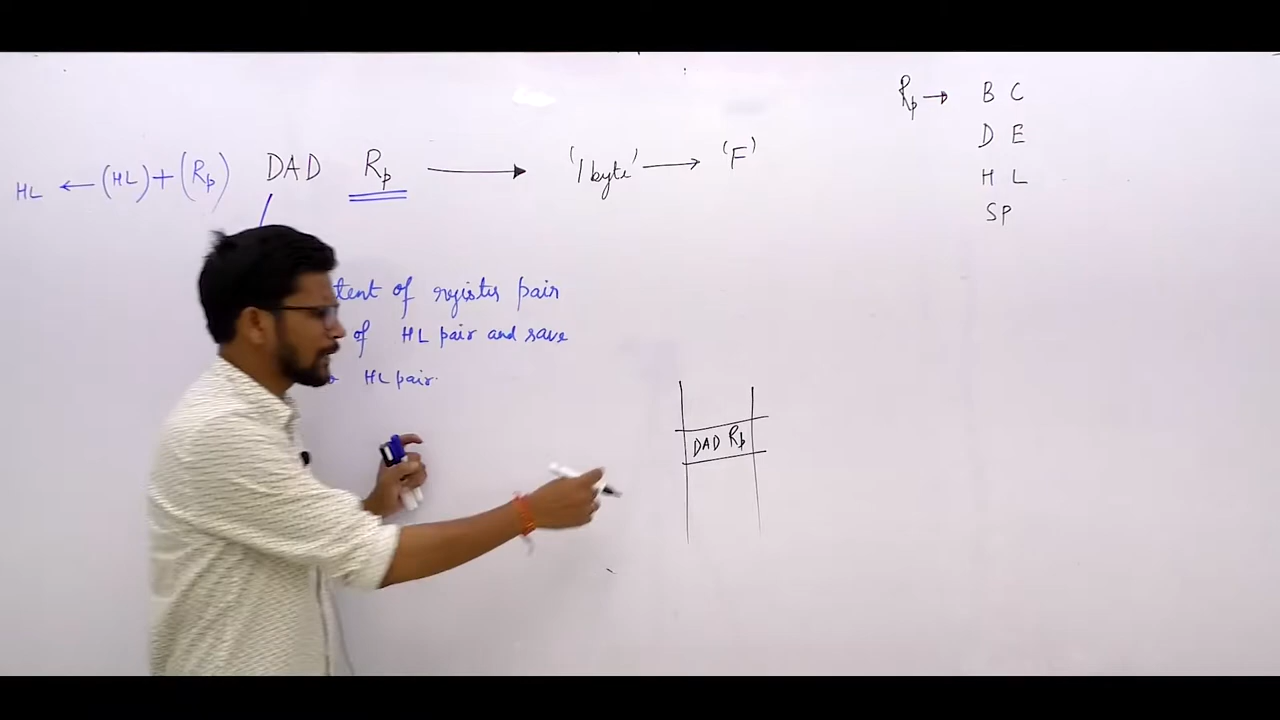 HL ← (HL) + (Rp) DAD Rp → '1 byte' → 'F'
Rp → B C
D E
H L
SP
tent of register pair
of HL pair and save
HL pair.
DAD Rp